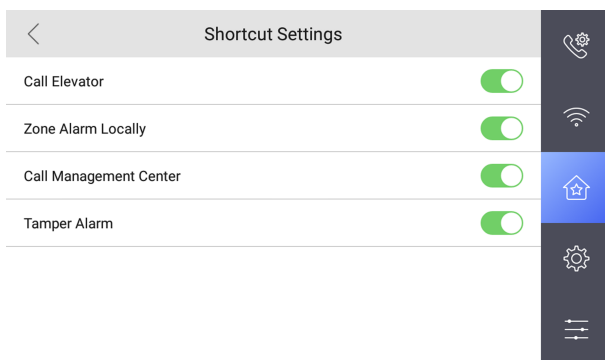 Shortcut Settings
Call Elevator
Zone Alarm Locally
Call Management Center
Tamper Alarm